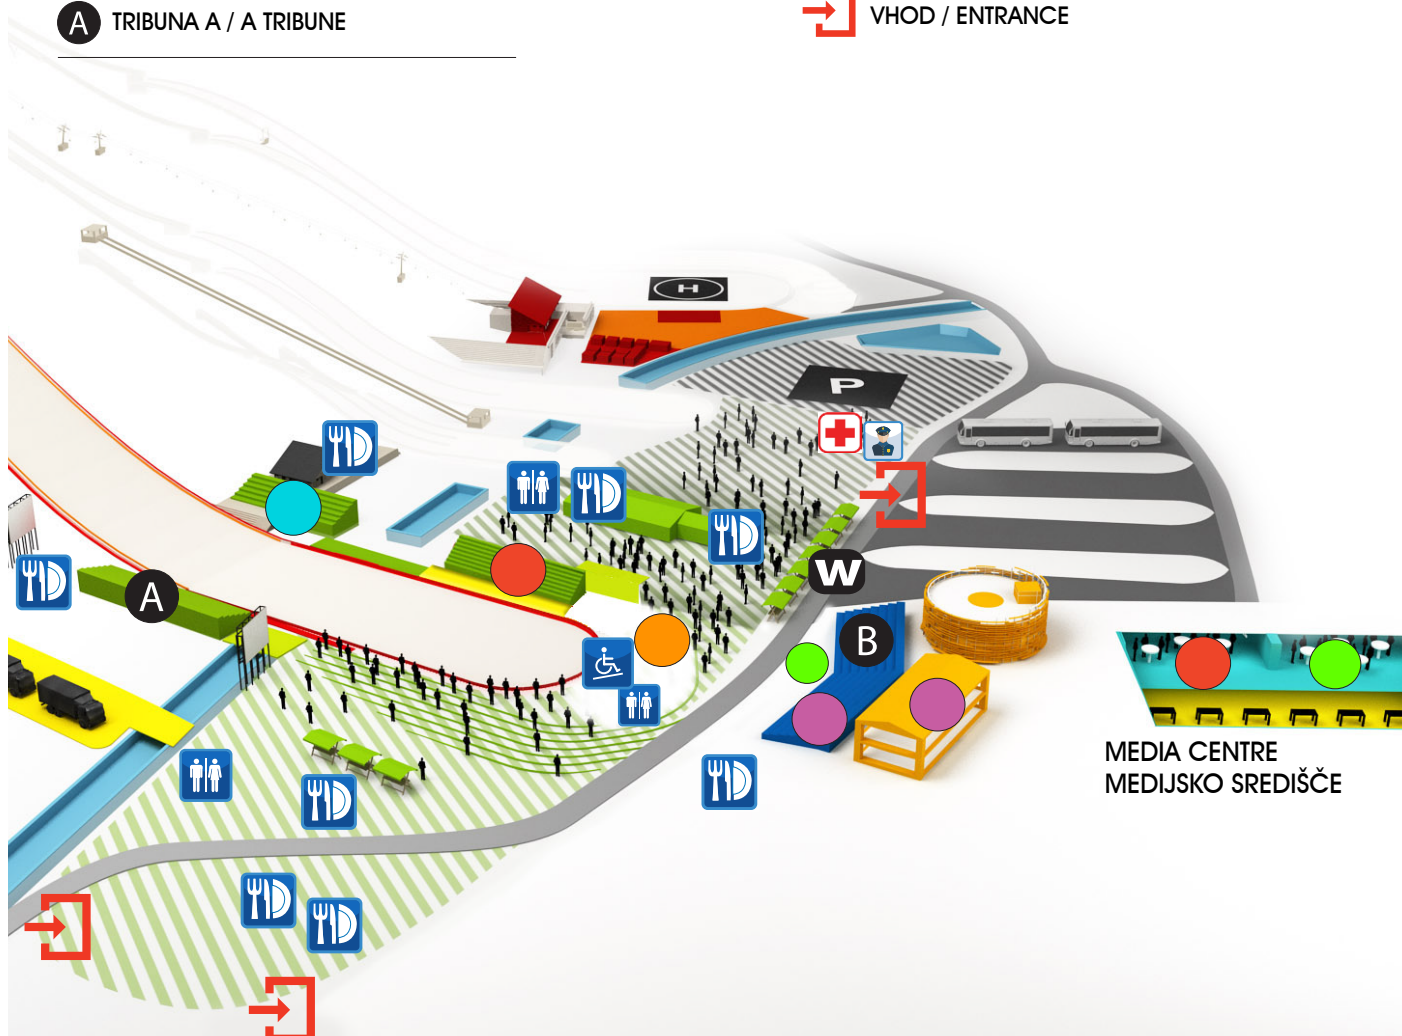 A TRIBUNA A / A TRIBUNE
VHOD / ENTRANCE
H
P
W
A
B
MEDIA CENTRE
MEDIJSKO SREDIŠČE